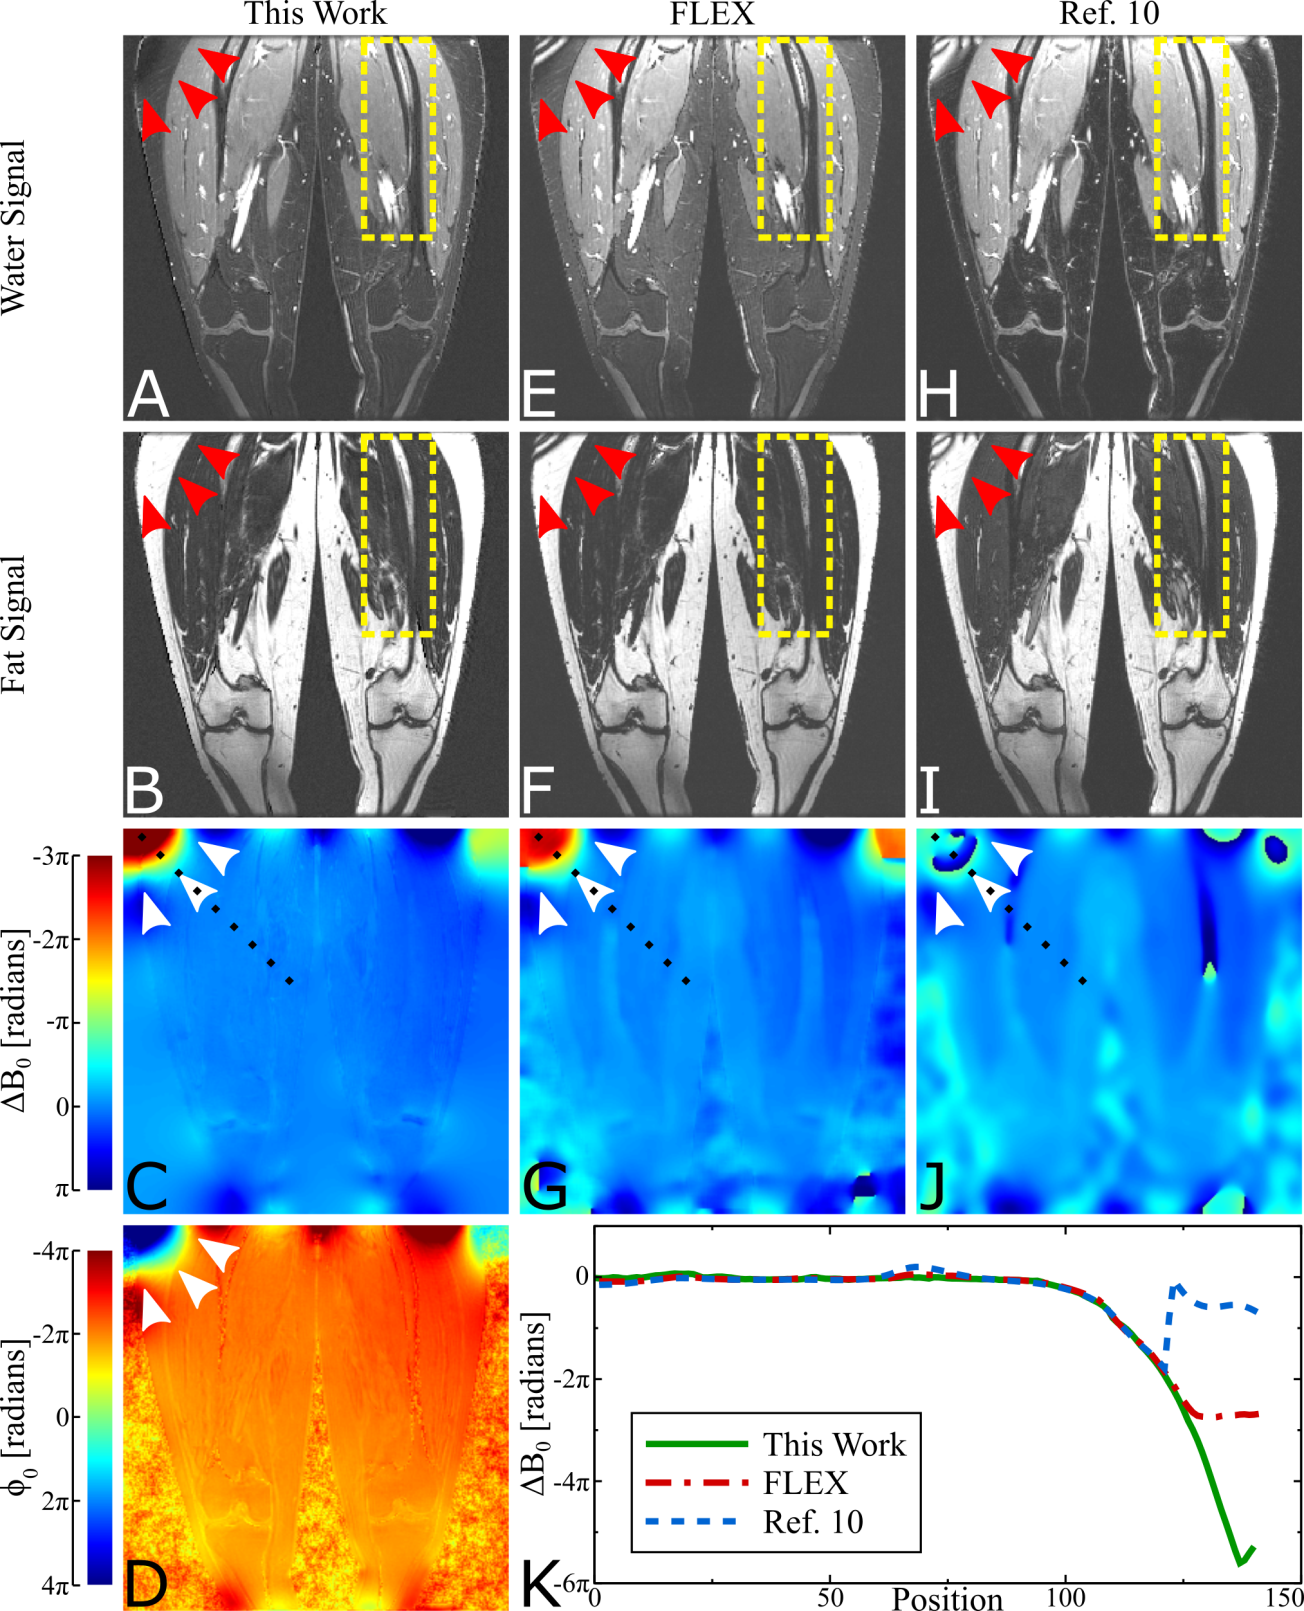 This Work FLEX Ref. 10
Water Signal
A E H
Fat Signal
B F I
-3π
-2π
-π
0
π
ΔB₀ [radians]
C G J
-4π
-2π
0
2π
4π
ϕ₀ [radians]
D
0
-2π
-4π
-6π
ΔB₀ [radians]
This Work
FLEX
Ref. 10
K
0 50 Position 100 150